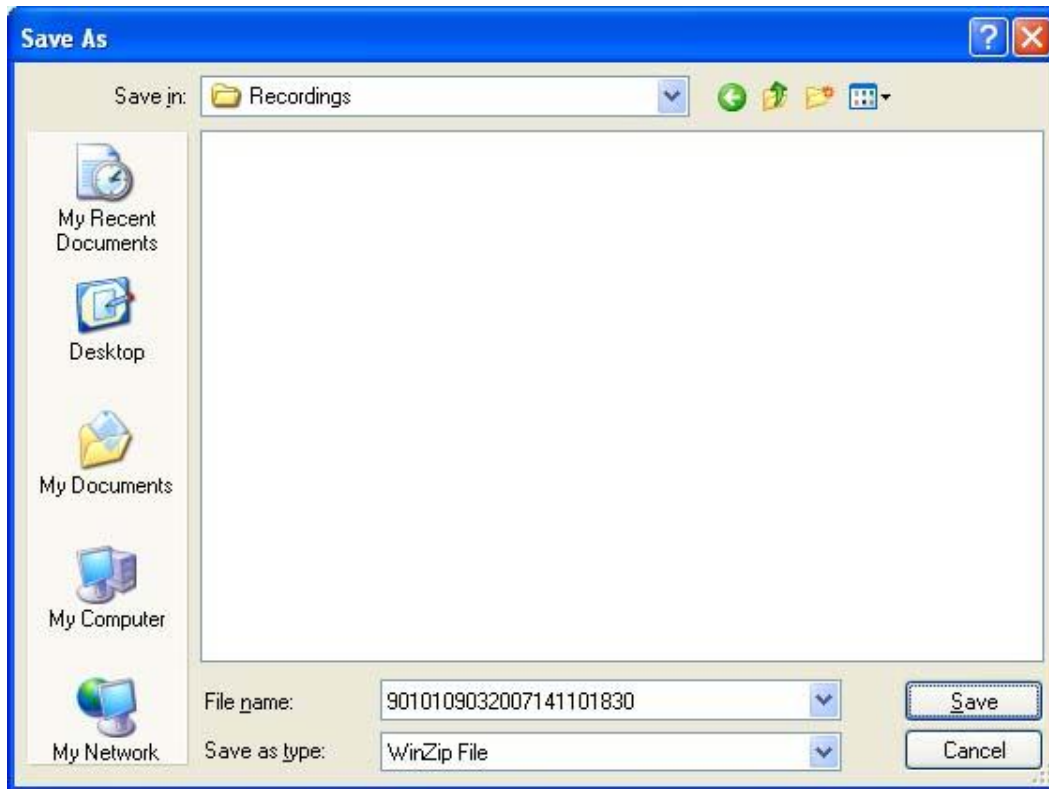 Save As
Save in:
Recordings
My Recent
Documents
Desktop
My Documents
My Computer
My Network
File name:
9010109032007141101830
Save
Save as type:
WinZip File
Cancel